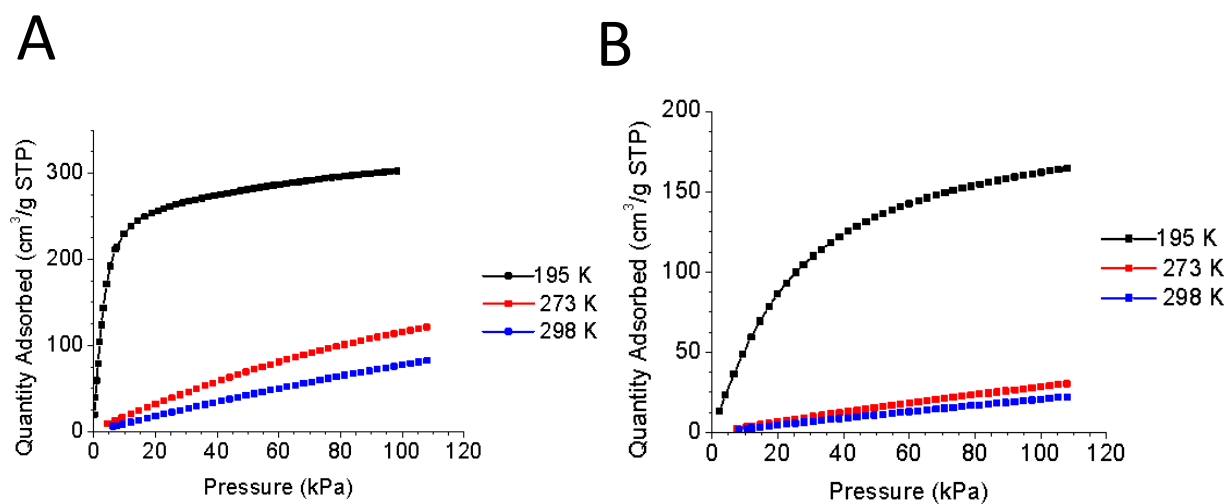 A
Quantity Adsorbed (cm³/g STP)
300
200
100
0
0 20 40 60 80 100 120
Pressure (kPa)
195 K
273 K
298 K
B
Quantity Adsorbed (cm³/g STP)
200
150
100
50
0
0 20 40 60 80 100 120
Pressure (kPa)
195 K
273 K
298 K